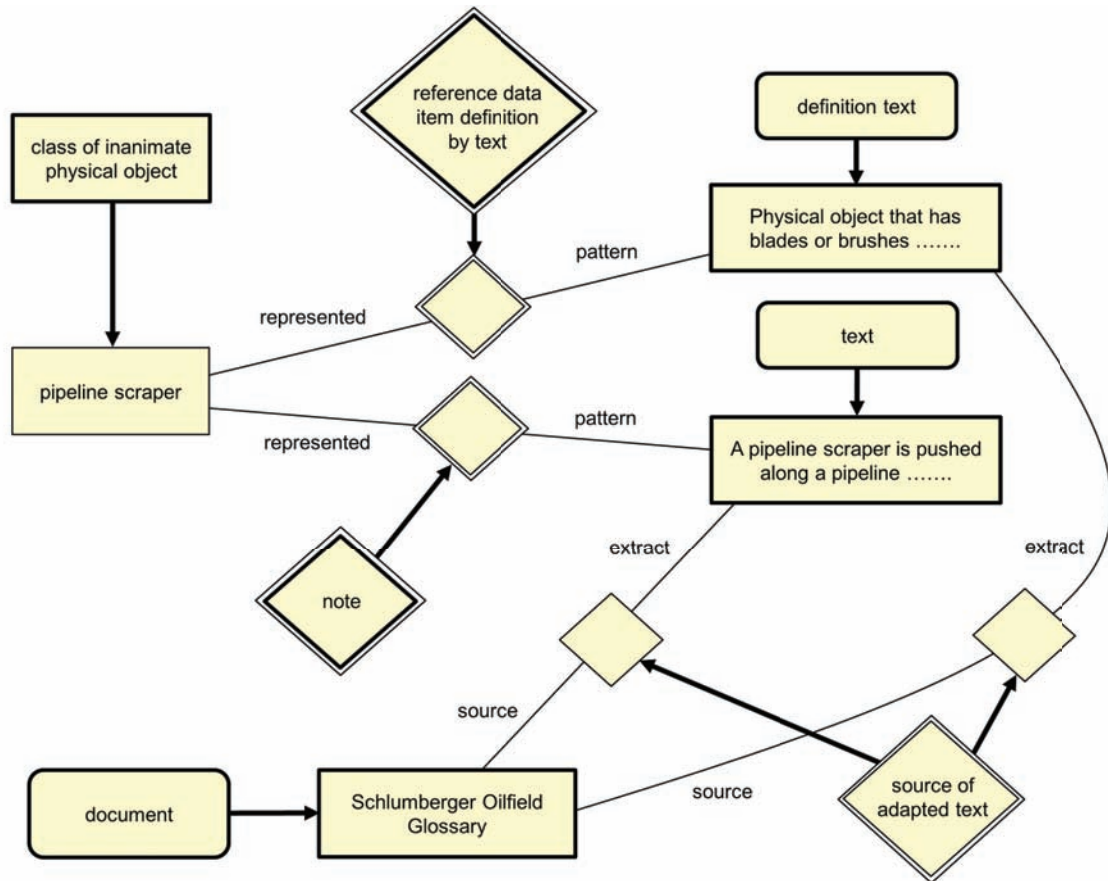 reference data
item definition
by text
definition text
class of inanimate
physical object
Physical object that has
blades or brushes …….
pattern
represented
text
pipeline scraper
pattern
represented
A pipeline scraper is pushed
along a pipeline …….
extract
extract
note
source
source
source of
adapted text
document
Schlumberger Oilfield
Glossary